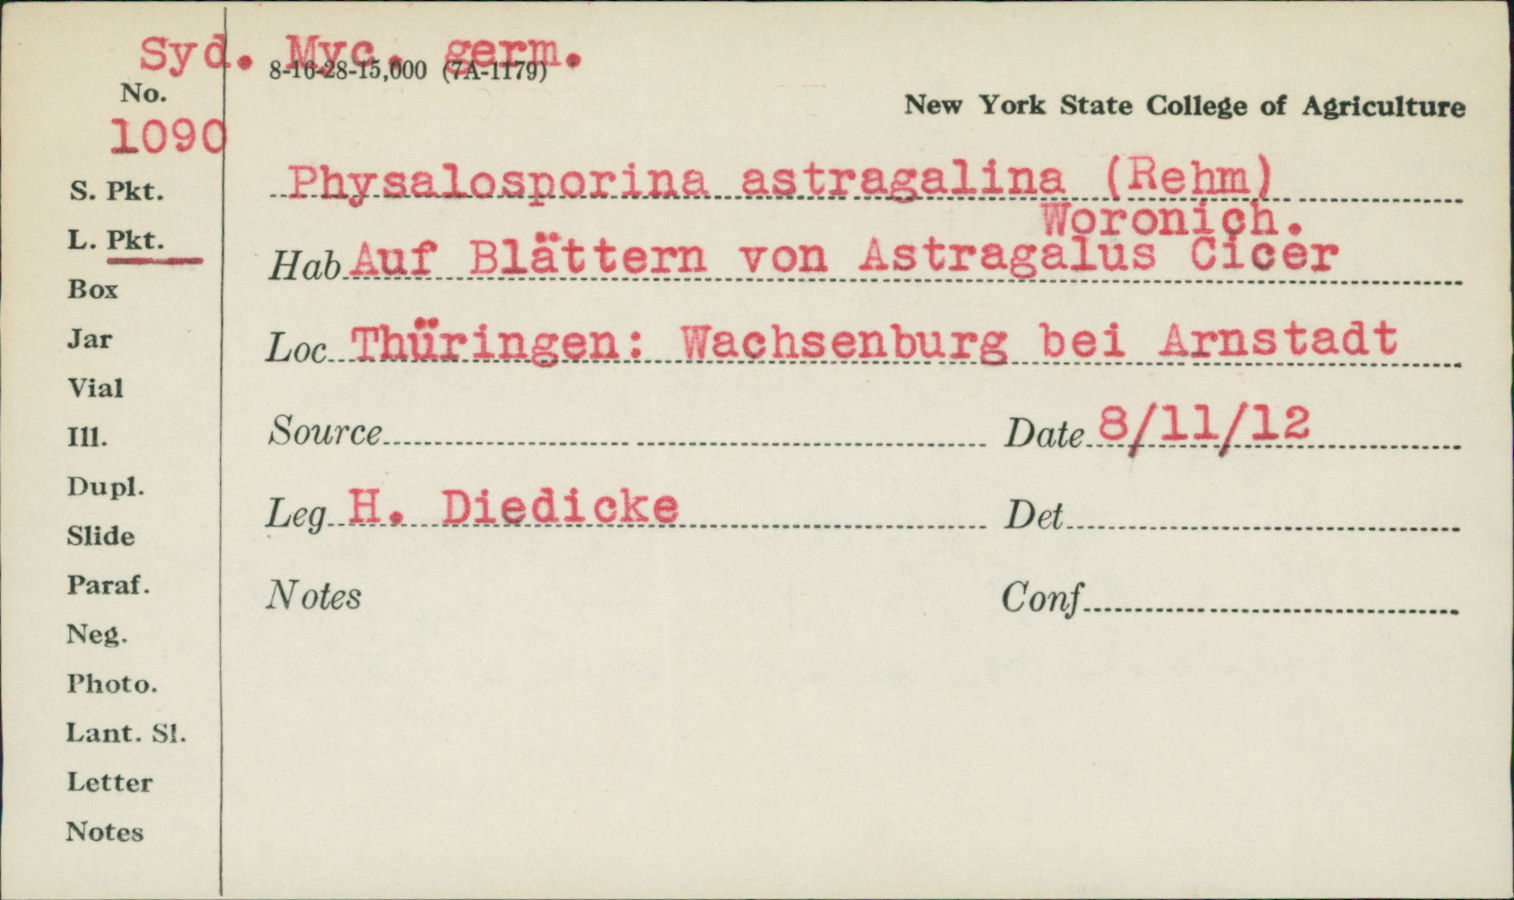 Syd. Myc. germ.
8-16-28-15,000 (7A-1179)
No.
1090
New York State College of Agriculture
Physalosporina astragalina (Rehm)
Woronich.
Hab Auf Blättern von Astragalus Cicer
Loc Thüringen: Wachsenburg bei Arnstadt
Source
Date 8/11/12
Leg H. Diedicke
Det
Notes
Conf
S. Pkt.
L. Pkt.
Box
Jar
Vial
Ill.
Dupl.
Slide
Paraf.
Neg.
Photo.
Lant. Sl.
Letter
Notes